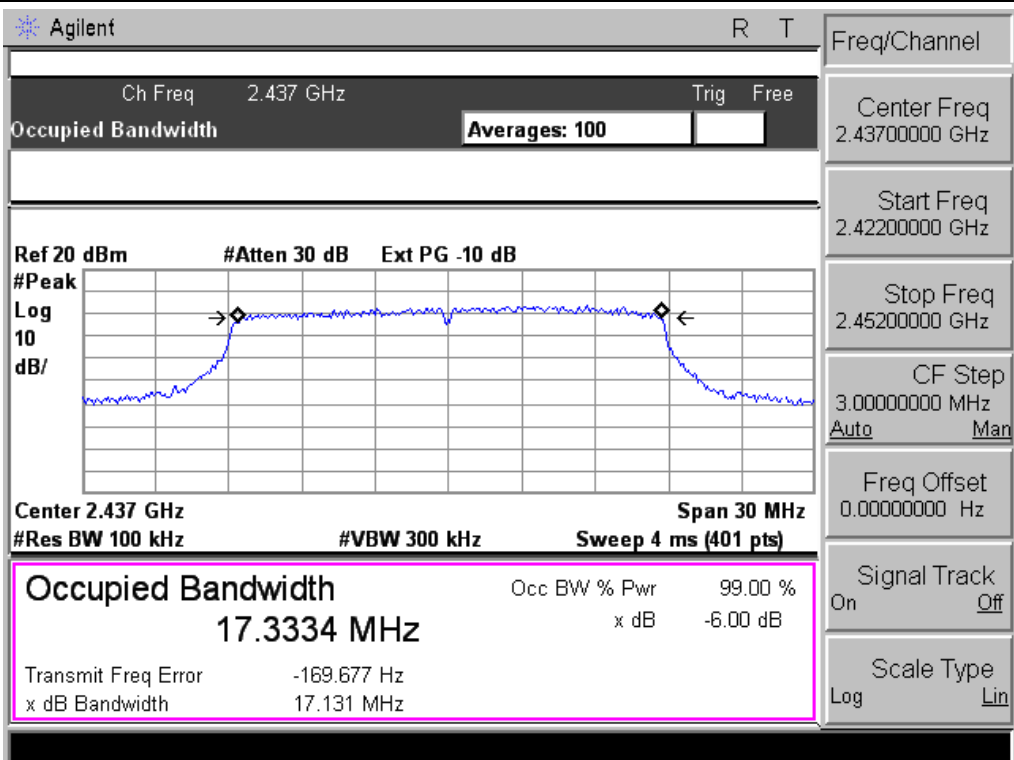 Agilent R T
Ch Freq 2.437 GHz Trig Free
Occupied Bandwidth Averages: 100
Ref 20 dBm #Atten 30 dB Ext PG -10 dB
#Peak
Log
10
dB/
Center 2.437 GHz Span 30 MHz
#Res BW 100 kHz #VBW 300 kHz Sweep 4 ms (401 pts)
Occupied Bandwidth Occ BW % Pwr 99.00 %
17.3334 MHz x dB -6.00 dB
Transmit Freq Error -169.677 Hz
x dB Bandwidth 17.131 MHz
Freq/Channel
Center Freq
2.43700000 GHz
Start Freq
2.42200000 GHz
Stop Freq
2.45200000 GHz
CF Step
3.00000000 MHz
Auto Man
Freq Offset
0.00000000 Hz
Signal Track
On Off
Scale Type
Log Lin